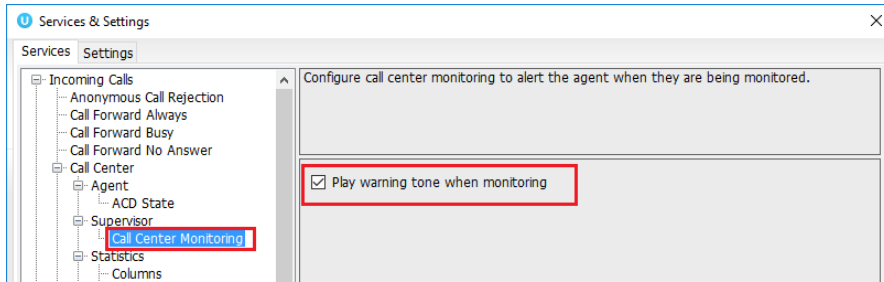 U Services & Settings
Services Settings
Incoming Calls
Anonymous Call Rejection
Call Forward Always
Call Forward Busy
Call Forward No Answer
Call Center
Agent
ACD State
Supervisor
Call Center Monitoring
Statistics
Columns
Configure call center monitoring to alert the agent when they are being monitored.
Play warning tone when monitoring